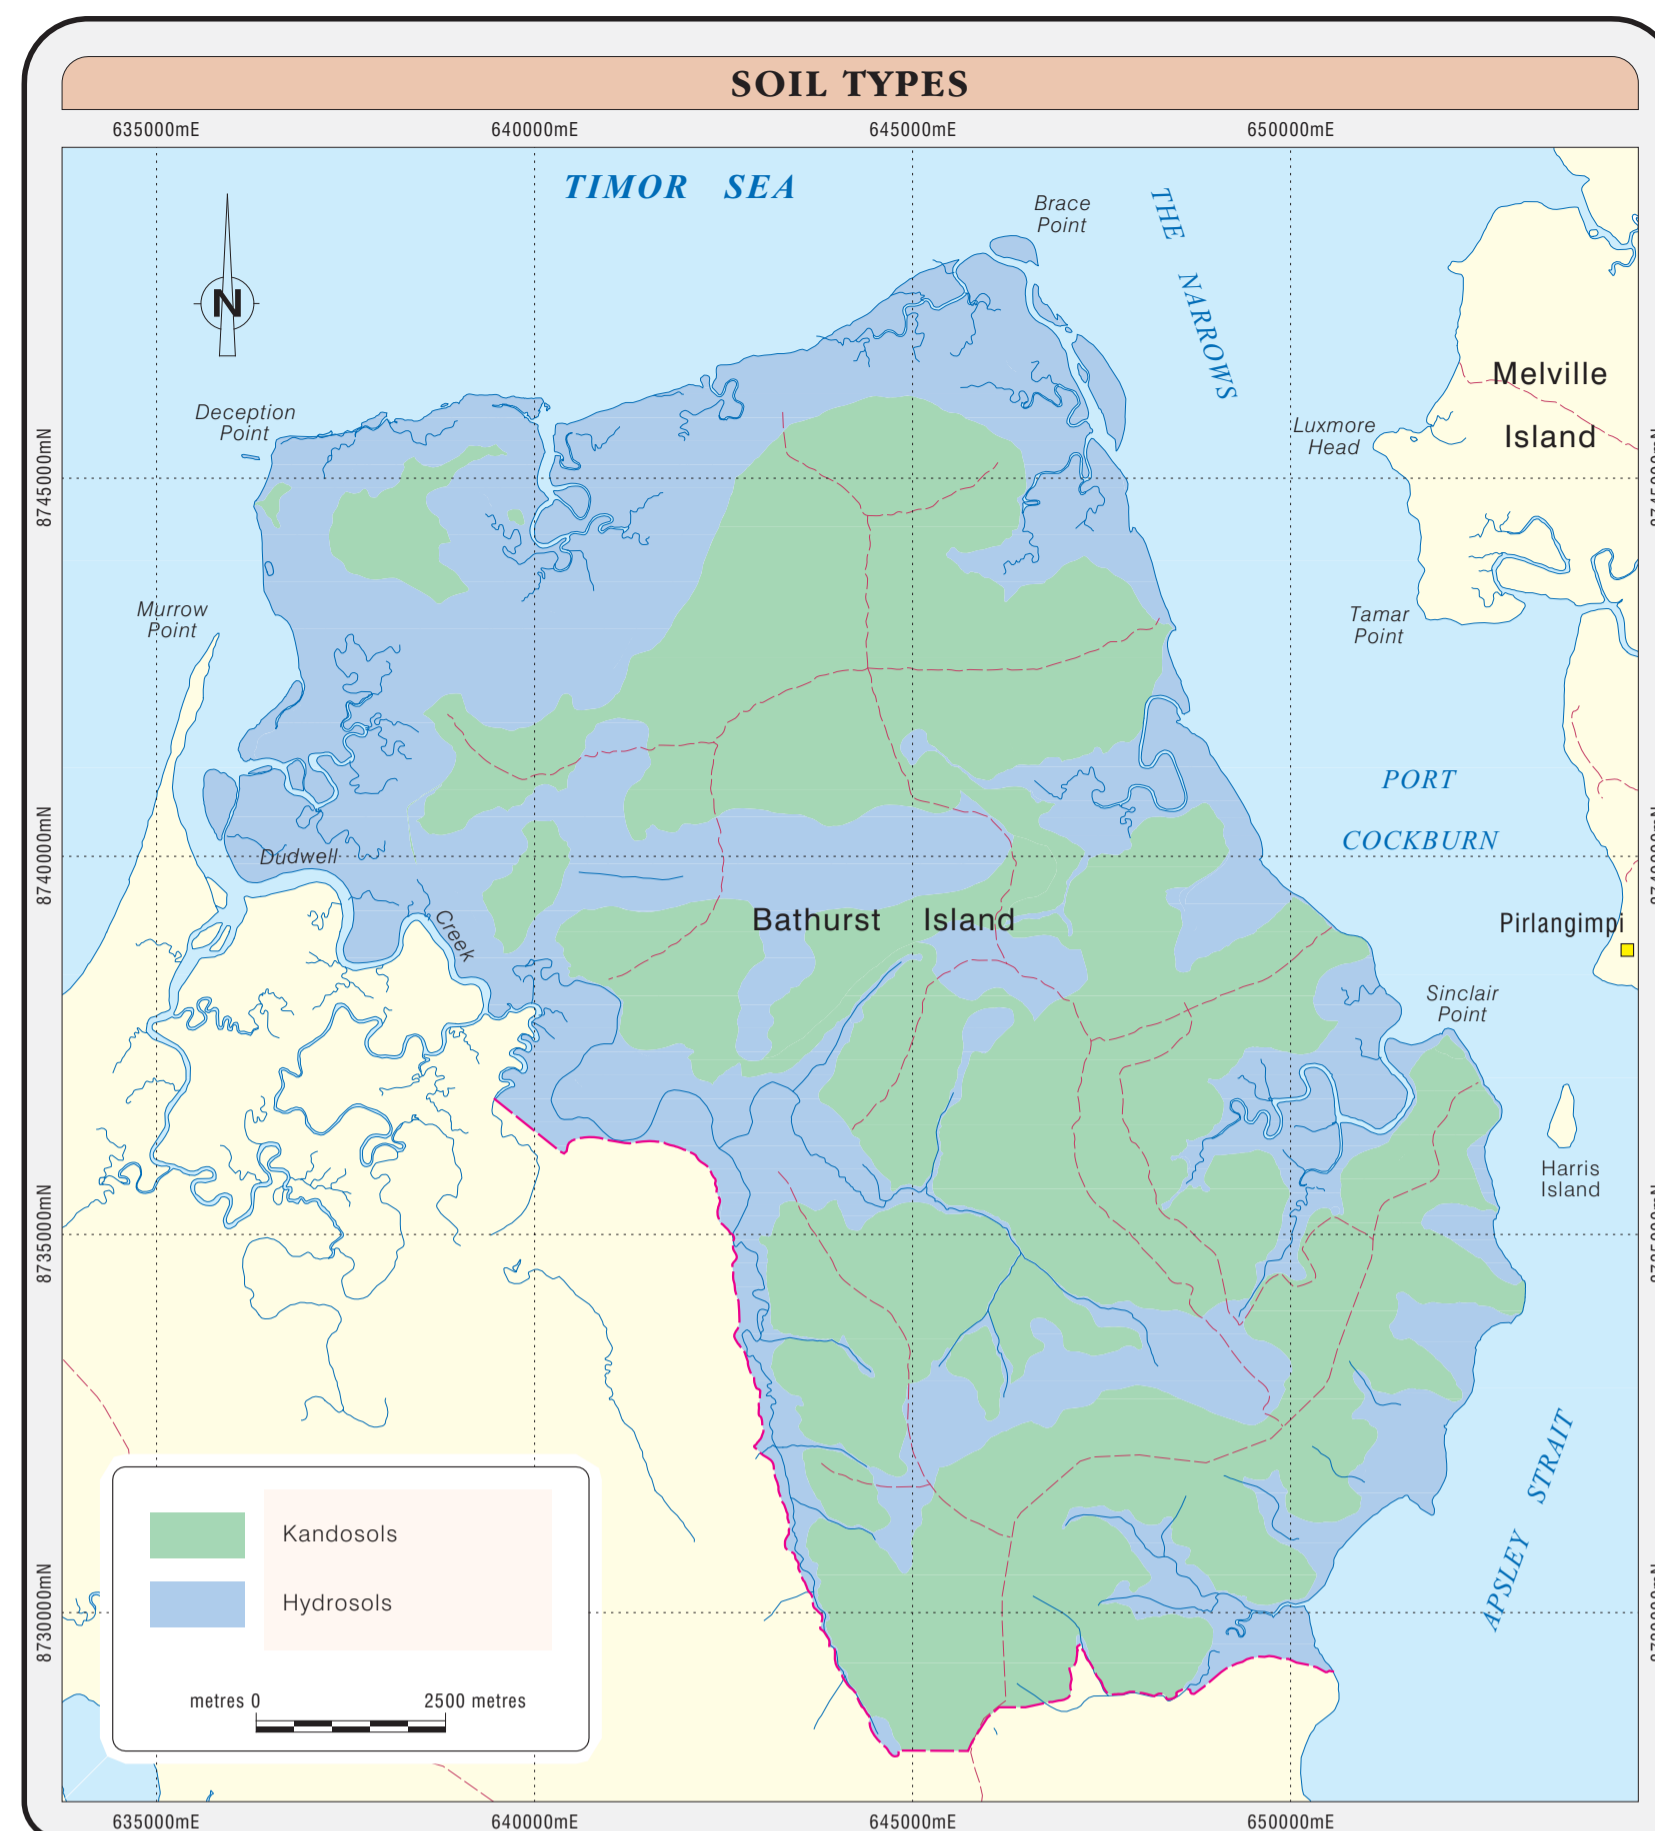 SOIL TYPES
635000mE 640000mE 645000mE 650000mE
TIMOR SEA
Brace
Point
THE NARROWS
N
Melville
Island
Deception
Point
Luxmore
Head
8745000mN
Murrow
Point
Tamar
Point
PORT
COCKBURN
8740000mN
Dudwell
Creek
Bathurst Island
Pirlangimpi
Sinclair
Point
Harris
Island
8735000mN
APSLEY STRAIT
Kandosols
Hydrosols
8730000mN
metres 0 2500 metres
635000mE 640000mE 645000mE 650000mE